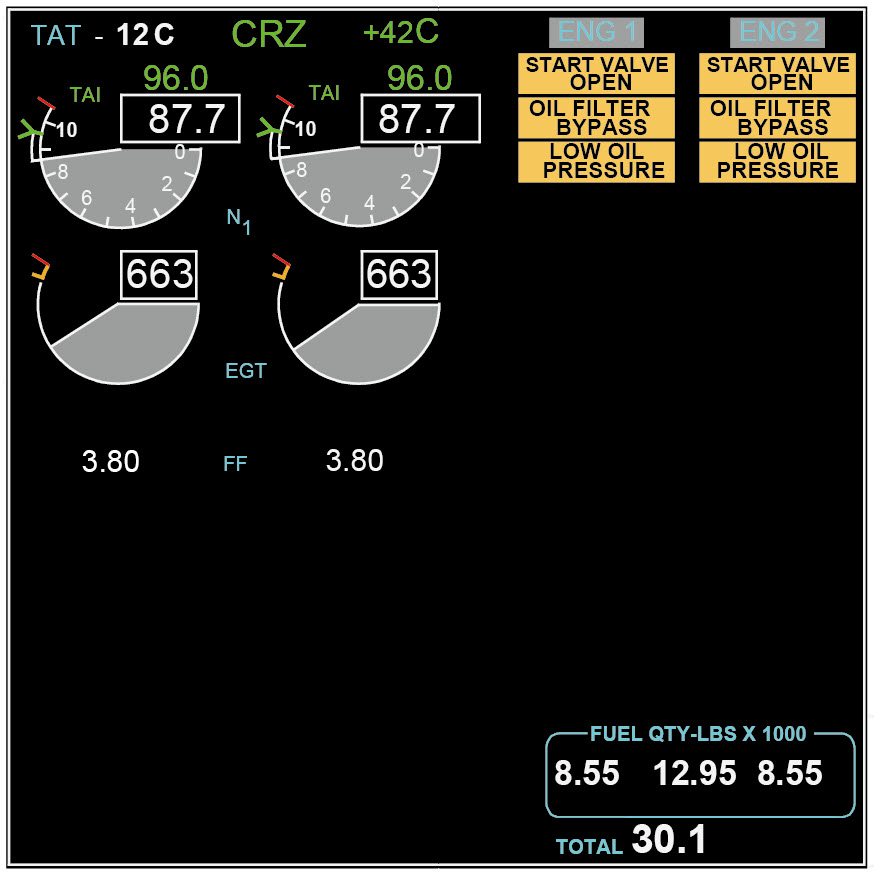 TAT - 12 C CRZ +42C ENG 1 ENG 2
96.0 96.0
START VALVE OPEN START VALVE OPEN
TAI TAI
87.7 87.7
OIL FILTER BYPASS OIL FILTER BYPASS
10 10
LOW OIL PRESSURE LOW OIL PRESSURE
0 2 4 6 8 0 2 4 6 8
N1
663 663
EGT
3.80 FF 3.80
FUEL QTY-LBS X 1000
8.55 12.95 8.55
TOTAL 30.1